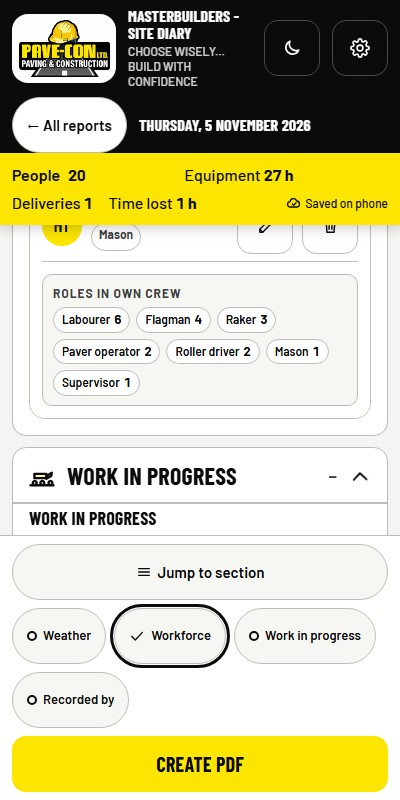 PAVE-CON LTD.
PAVING & CONSTRUCTION
MASTERBUILDERS -
SITE DIARY
CHOOSE WISELY...
BUILD WITH
CONFIDENCE
← All reports
THURSDAY, 5 NOVEMBER 2026
People 20
Equipment 27 h
Deliveries 1
Time lost 1 h
Saved on phone
Mason
ROLES IN OWN CREW
Labourer 6
Flagman 4
Raker 3
Paver operator 2
Roller driver 2
Mason 1
Supervisor 1
WORK IN PROGRESS
–
WORK IN PROGRESS
Jump to section
Weather
Workforce
Work in progress
Recorded by
CREATE PDF